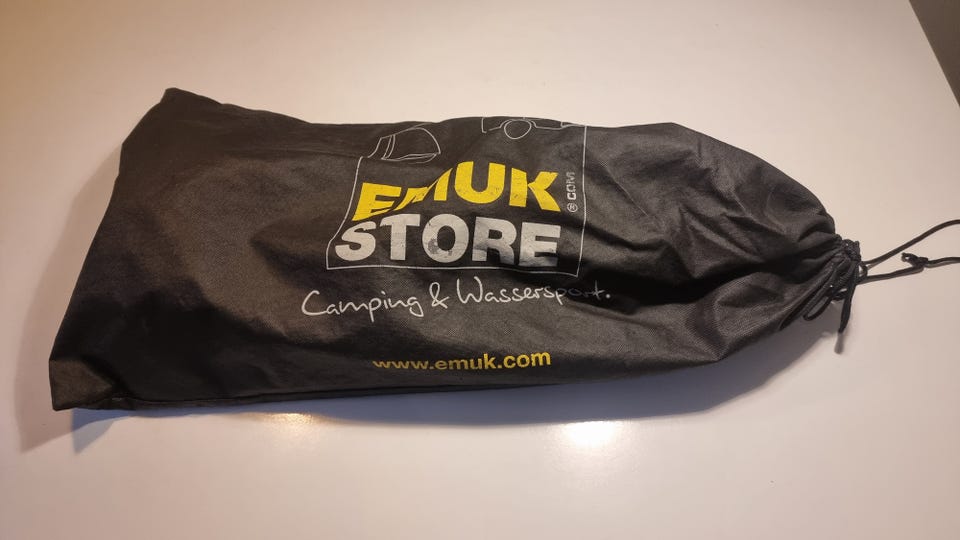 EMUK
®COM
STORE
Camping & Wassersport.
www.emuk.com